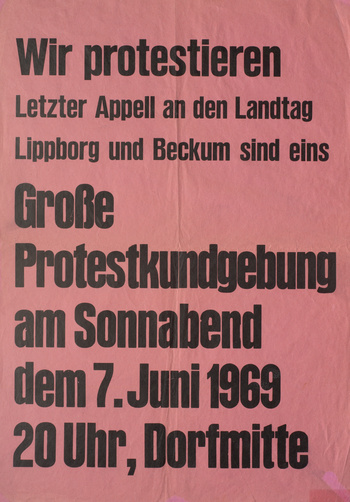 Wir protestieren
Letzter Appell an den Landtag
Lippborg und Beckum sind eins
Große
Protestkundgebung
am Sonnabend
dem 7. Juni 1969
20 Uhr, Dorfmitte